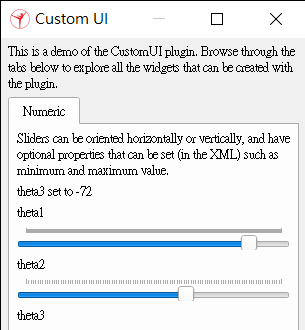 Custom UI
This is a demo of the CustomUI plugin. Browse through the
tabs below to explore all the widgets that can be created with
the plugin.
Numeric
Sliders can be oriented horizontally or vertically, and have
optional properties that can be set (in the XML) such as
minimum and maximum value.
theta3 set to -72
theta1
theta2
theta3